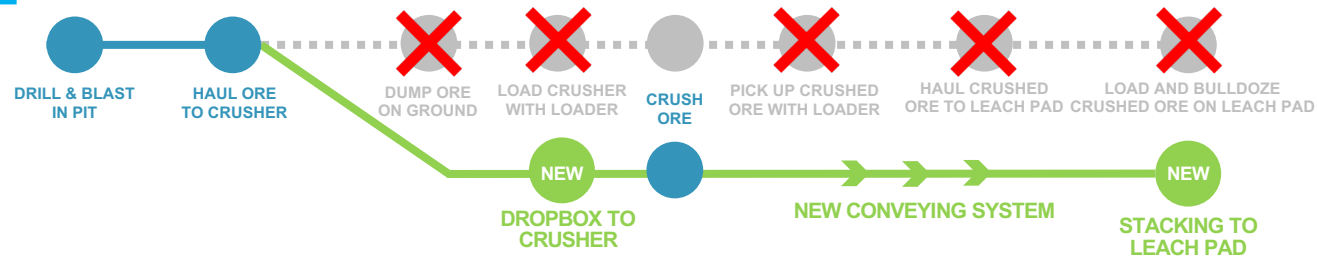 DRILL & BLAST
IN PIT
HAUL ORE
TO CRUSHER
DUMP ORE
ON GROUND
LOAD CRUSHER
WITH LOADER
CRUSH
ORE
PICK UP CRUSHED
ORE WITH LOADER
HAUL CRUSHED
ORE TO LEACH PAD
LOAD AND BULLDOZE
CRUSHED ORE ON LEACH PAD
NEW
DROPBOX TO
CRUSHER
NEW CONVEYING SYSTEM
NEW
STACKING TO
LEACH PAD